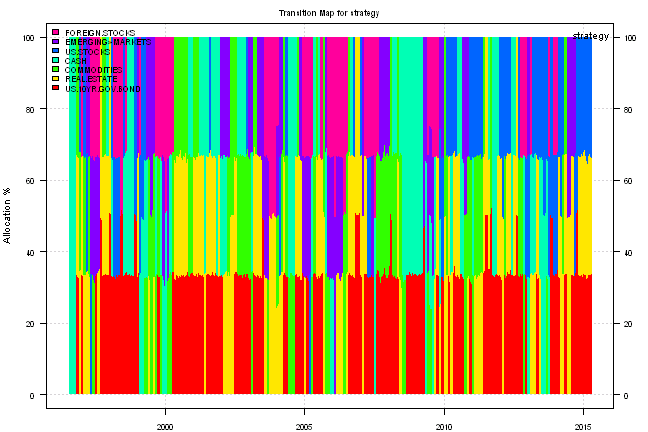 Transition Map for strategy
strategy
FOREIGN.STOCKS
EMERGING>MARKETS
US.STOCKS
CASH
COMMODITIES
REAL.ESTATE
US.10YR.GOV.BOND
Allocation %
100
80
60
40
20
0
100
80
60
40
20
0
2000 2005 2010 2015